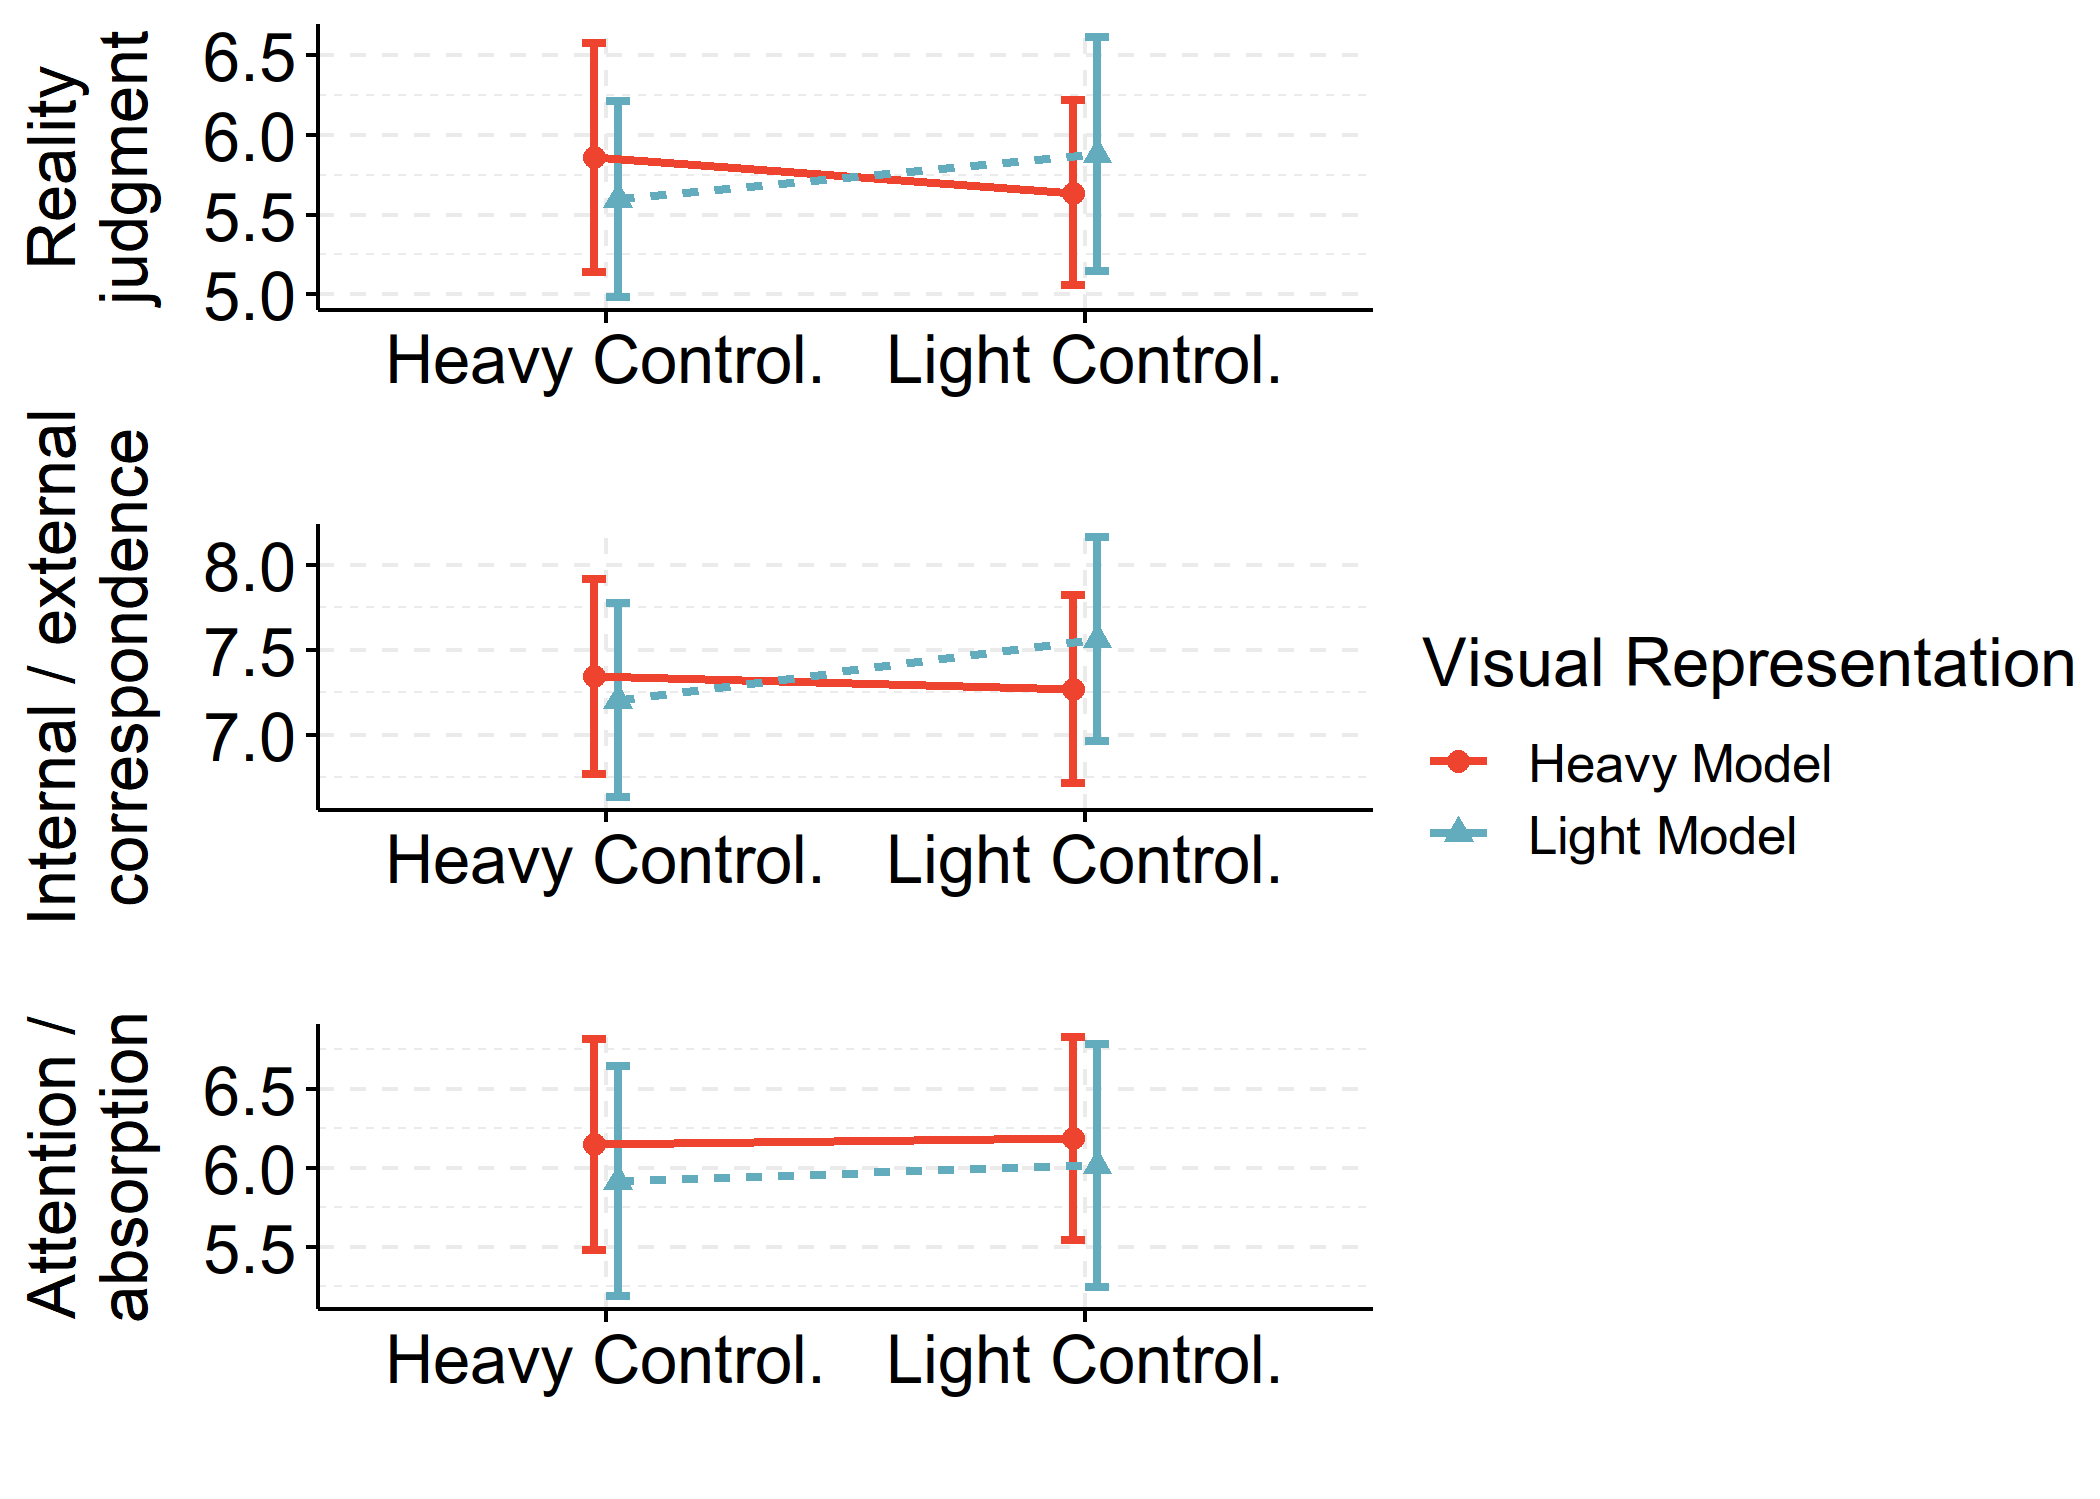 Reality
judgment
6.5
6.0
5.5
5.0
Heavy Control.
Light Control.
Internal / external
correspondence
8.0
7.5
7.0
Heavy Control.
Light Control.
Visual Representation
Heavy Model
Light Model
Attention /
absorption
6.5
6.0
5.5
Heavy Control.
Light Control.